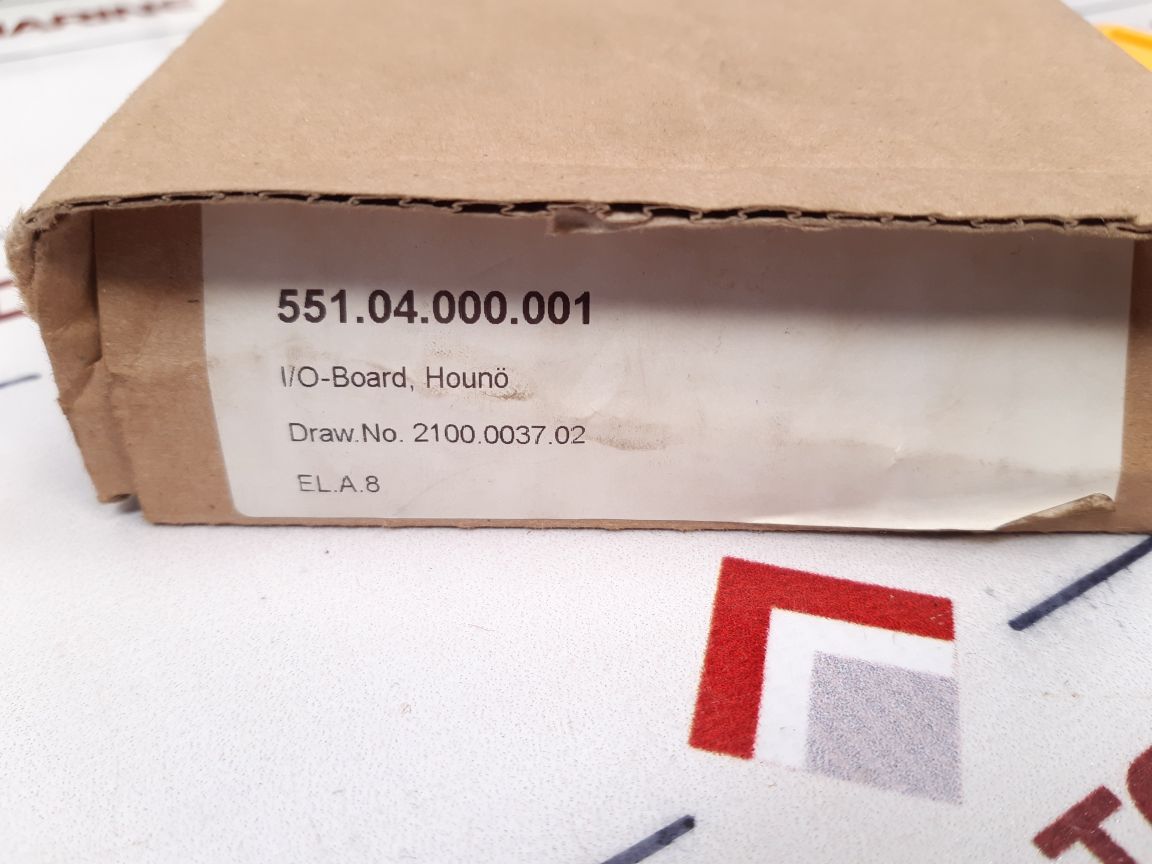 551.04.000.001
I/O-Board, Hounö
Draw.No. 2100.0037.02
EL.A.8